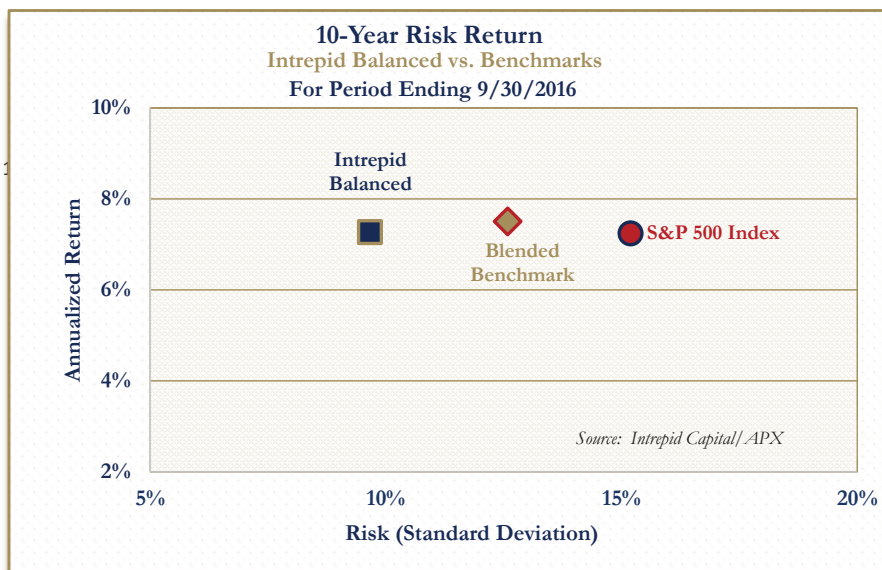 10-Year Risk Return
Intrepid Balanced vs. Benchmarks
For Period Ending 9/30/2016
10%
8%
6%
4%
2%
Annualized Return
Intrepid
Balanced
Blended
Benchmark
S&P 500 Index
Source: Intrepid Capital/APX
5%
10%
15%
20%
Risk (Standard Deviation)